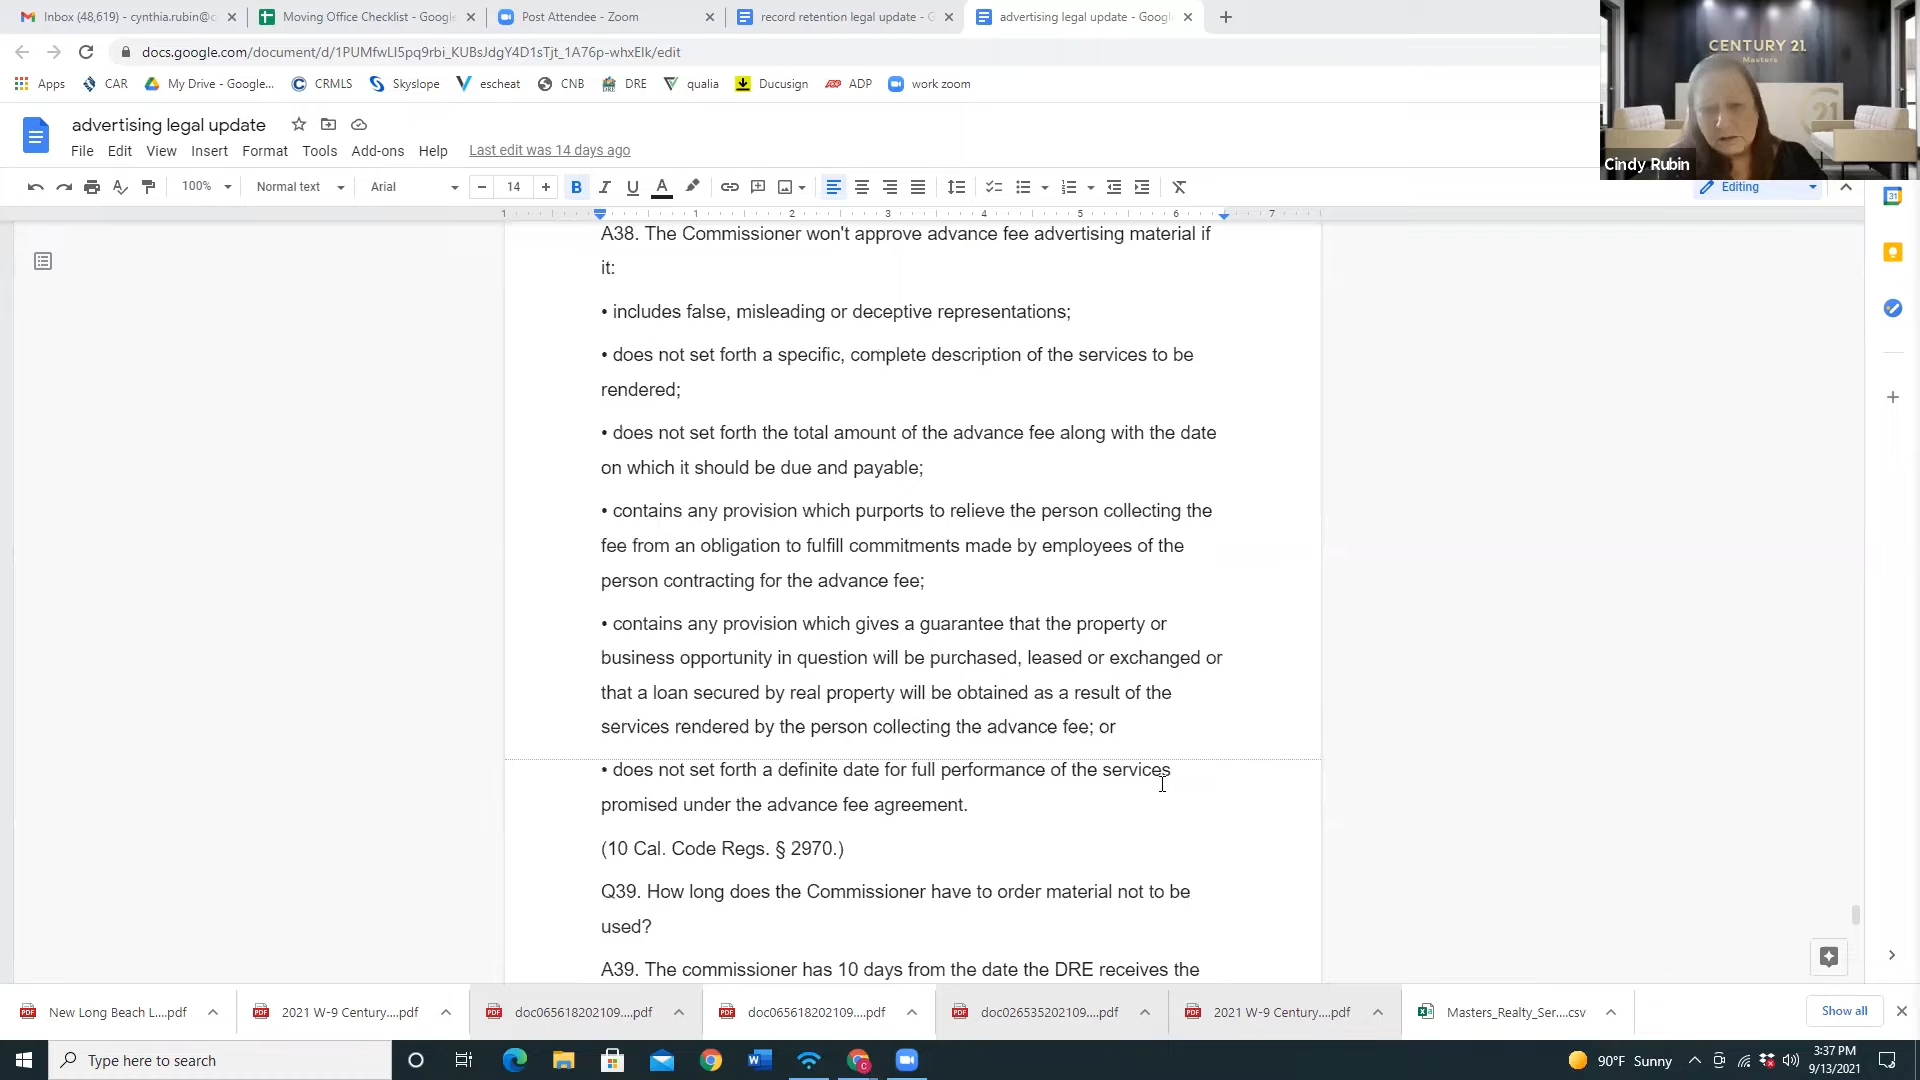 Inbox (48,619) - cynthia.rubin@c
Moving Office Checklist - Google
Post Attendee - Zoom
record retention legal update - G
advertising legal update - Googl
docs.google.com/document/d/1PUMfwLI5pq9rbi_KUBsJdgY4D1sTjt_1A76p-whxElk/edit
Apps
CAR
My Drive - Google...
CRMLS
Skyslope
escheat
CNB
DRE
qualia
Ducusign
ADP
work zoom
CENTURY 21.
Masters
21
Cindy Rubin
advertising legal update
File Edit View Insert Format Tools Add-ons Help Last edit was 14 days ago
100% Normal text Arial 14 B I U A Editing
1 1 2 3 4 5 6 7
31
A38. The Commissioner won't approve advance fee advertising material if
it:
• includes false, misleading or deceptive representations;
• does not set forth a specific, complete description of the services to be
rendered;
• does not set forth the total amount of the advance fee along with the date
on which it should be due and payable;
• contains any provision which purports to relieve the person collecting the
fee from an obligation to fulfill commitments made by employees of the
person contracting for the advance fee;
• contains any provision which gives a guarantee that the property or
business opportunity in question will be purchased, leased or exchanged or
that a loan secured by real property will be obtained as a result of the
services rendered by the person collecting the advance fee; or
• does not set forth a definite date for full performance of the services
promised under the advance fee agreement.
(10 Cal. Code Regs. § 2970.)
Q39. How long does the Commissioner have to order material not to be
used?
A39. The commissioner has 10 days from the date the DRE receives the
New Long Beach L....pdf
2021 W-9 Century....pdf
doc065618202109....pdf
doc065618202109....pdf
doc026535202109....pdf
2021 W-9 Century....pdf
Masters_Realty_Ser....csv
Show all
Type here to search
90°F Sunny
3:37 PM
9/13/2021